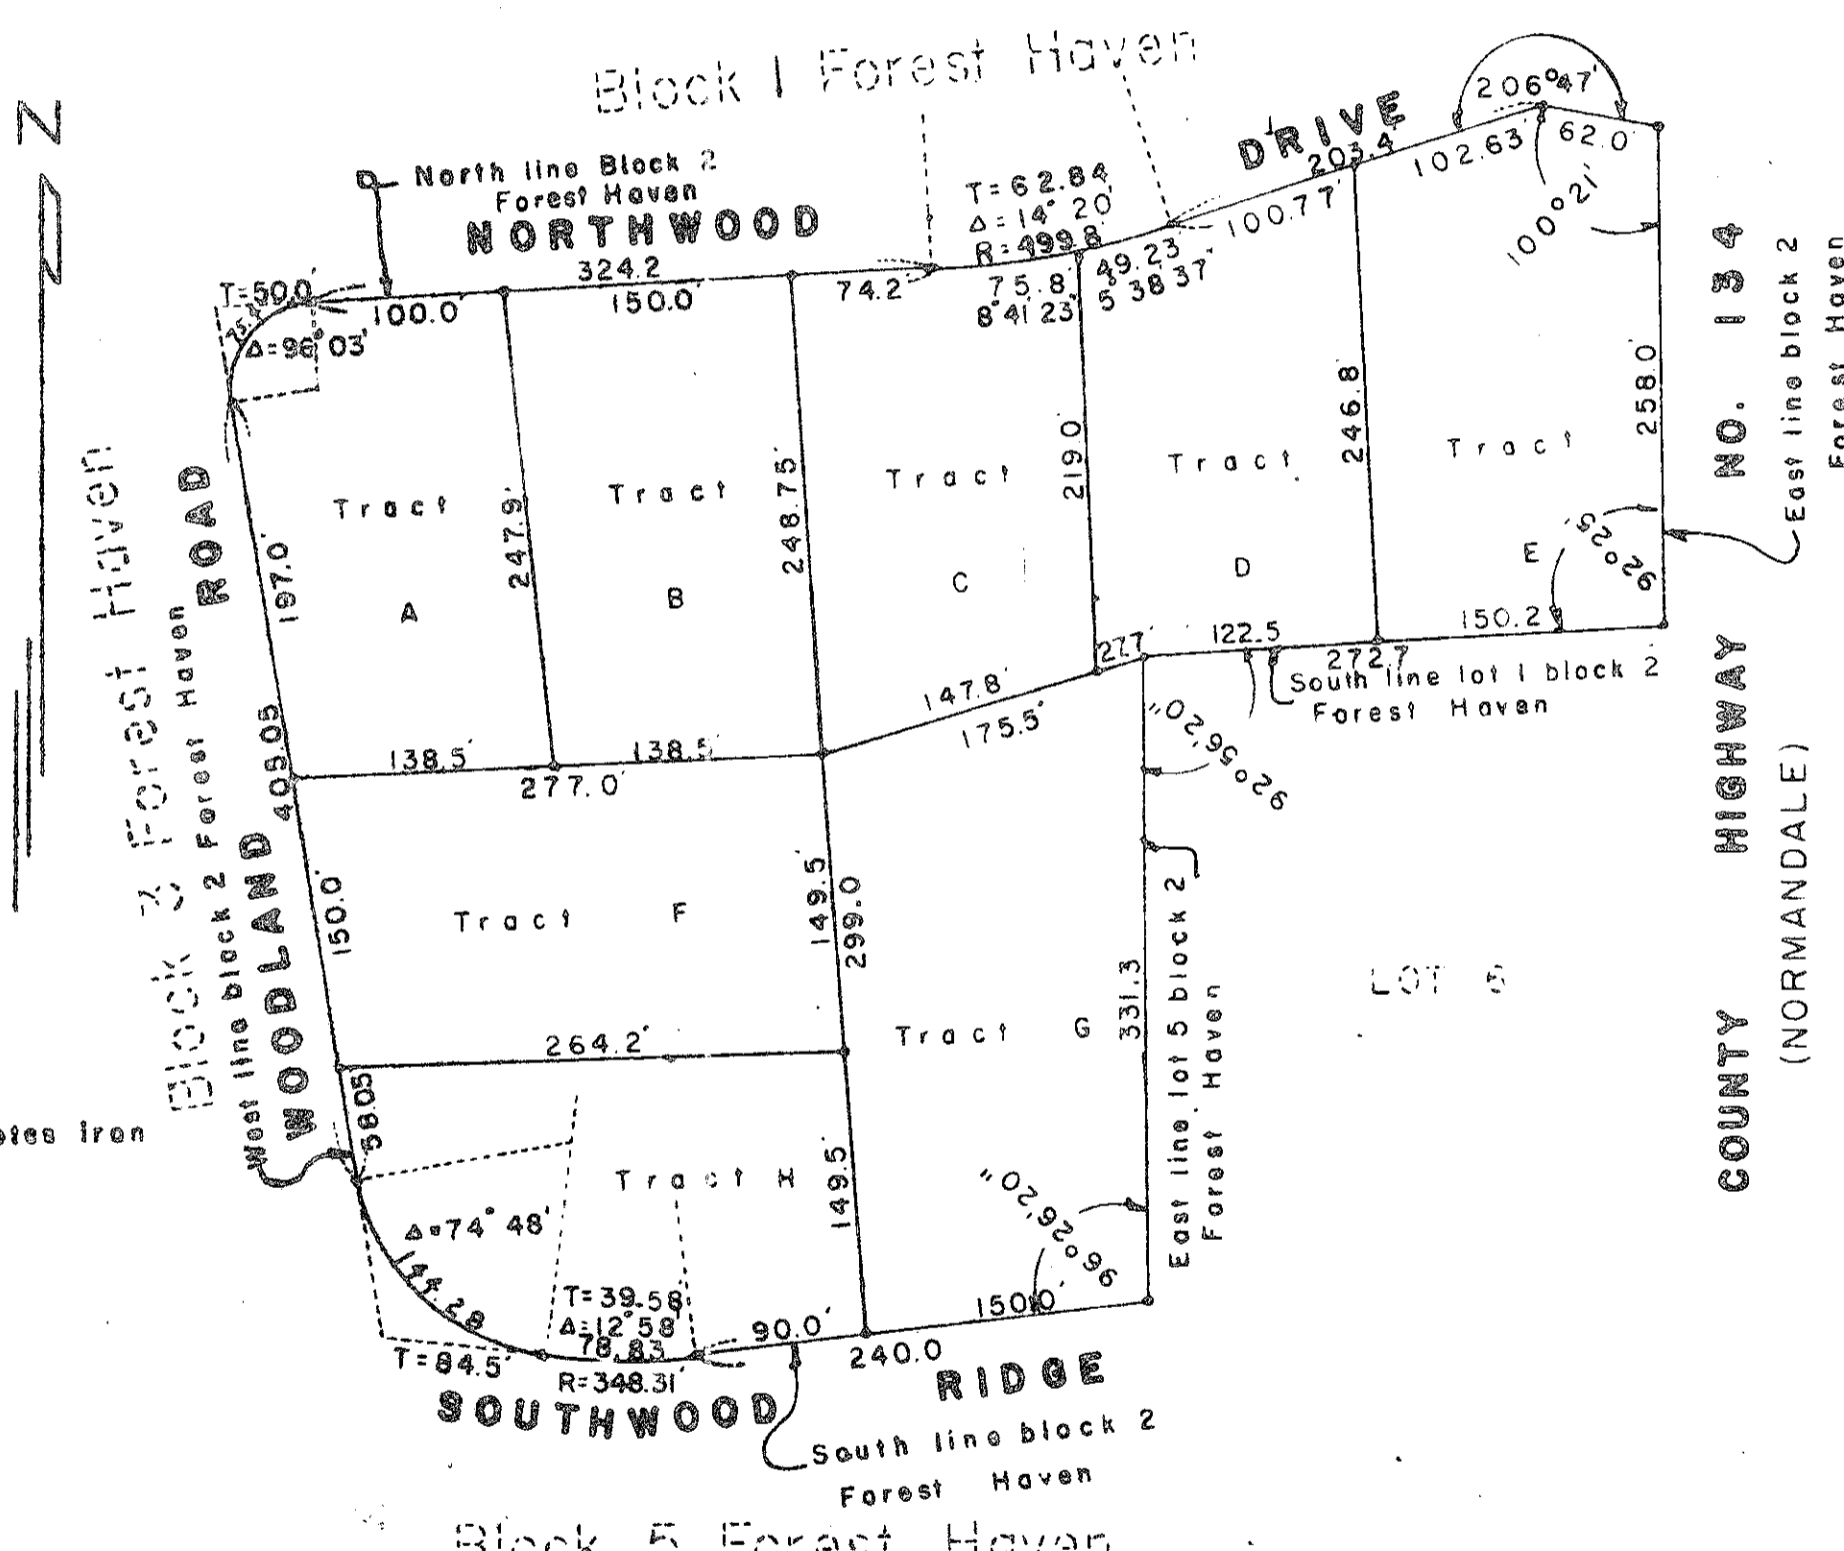 Block 1 Forest Haven
N
North line Block 2
Forest Haven
NORTHWOOD
DRIVE
206°47'
203.4'
102.63'
62.0'
100°21'
T=62.84'
Δ=14° 20'
R=499.8'
324.2
100.0'
150.0'
74.2'
75.8'
8°41'23"
49.23'
5°38'37"
100.77'
T=50.0'
Δ=96°03'
197.0'
247.9'
248.75'
219.0'
246.8'
258.0'
Tract A
Tract B
Tract C
Tract D
Tract E
92°25'
150.2'
122.5
27.7'
272.7
South line lot 1 block 2
Forest Haven
147.8'
175.5'
92°56'20"
138.5'
138.5'
277.0'
409.05
WOODLAND ROAD
West line block 2 Forest Haven
Block 3 Forest Haven
150.0'
Tract F
149.5'
299.0
264.2'
Tract G
331.3
East line lot 5 block 2
Forest Haven
LOT
COUNTY HIGHWAY NO. 134
(NORMANDALE)
East line block 2
Forest Haven
iron
58.05
Tract H
149.5'
Δ=74° 48'
144.28
T=84.5'
T=39.58'
Δ=12°58'
78.83
R=348.31'
90.0'
150.0'
240.0
96°26'20"
SOUTHWOOD RIDGE
South line block 2
Forest Haven
Block 5 Forest Haven